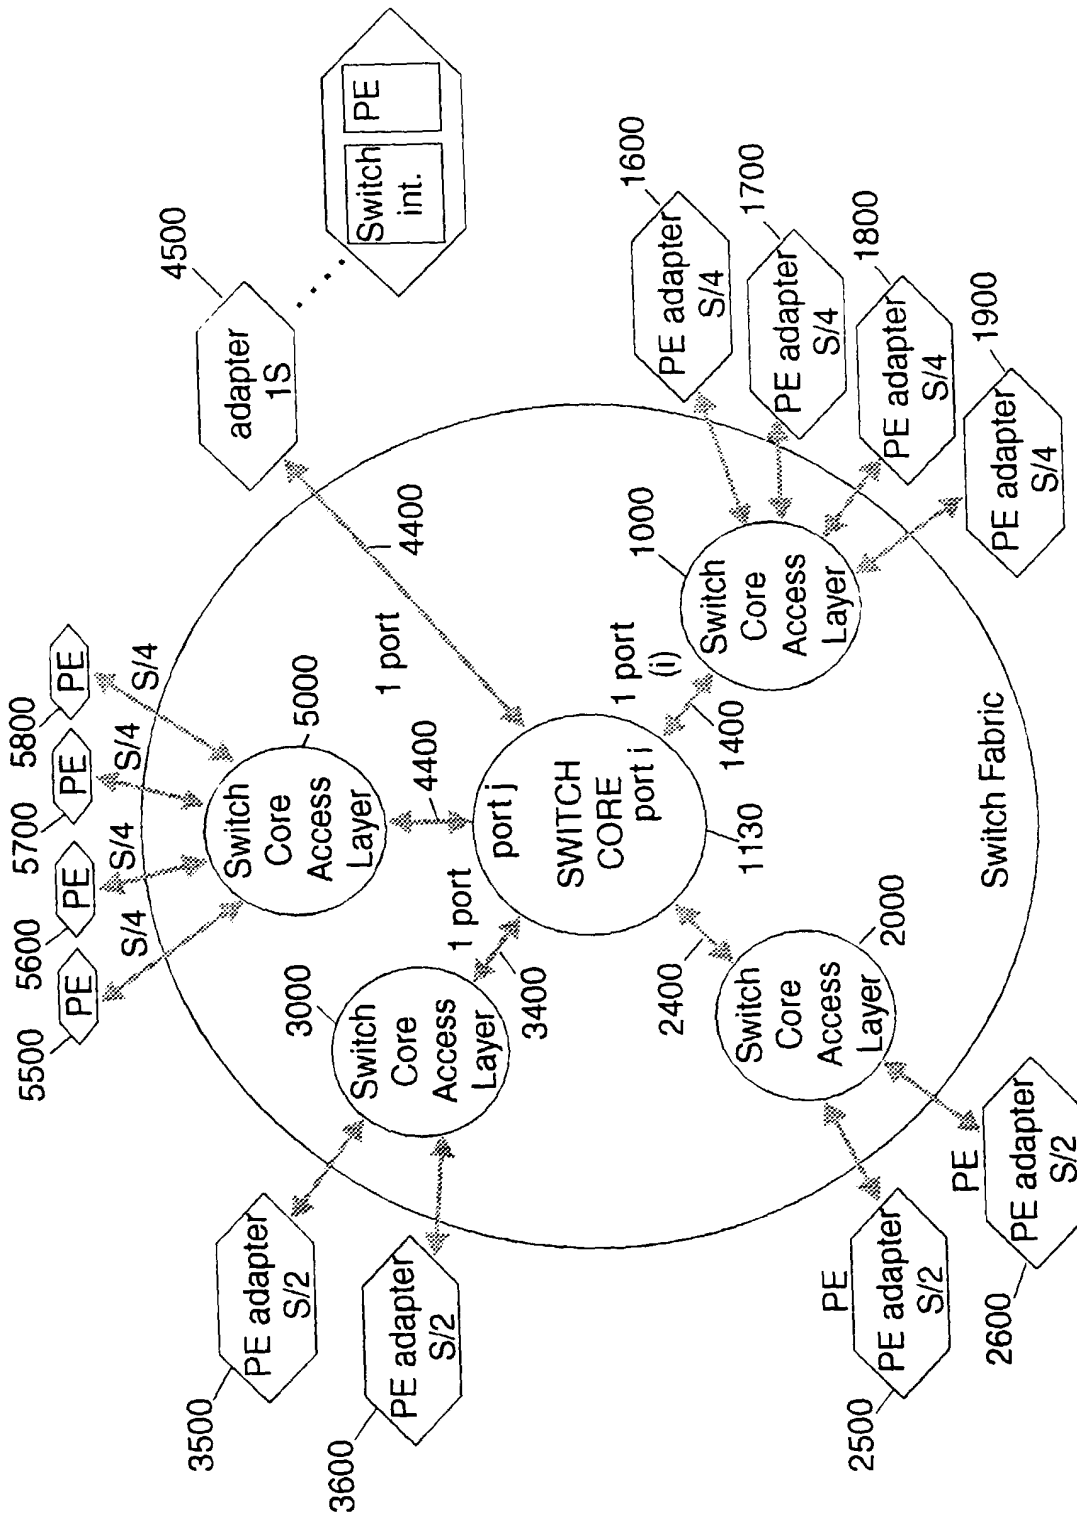 5500
5600
5700
5800
PE
PE
PE
PE
S/4
S/4
S/4
S/4
4500
adapter
1S
Switch
int.
PE
3500
PE adapter
S/2
3600
PE adapter
S/2
3000
Switch
Core
Access
Layer
5000
Switch
Core
Access
Layer
1 port
4400
1 port
3400
4400
port j
SWITCH
CORE
port i
1130
1 port
(i)
1400
1000
Switch
Core
Access
Layer
1600
PE adapter
S/4
1700
PE adapter
S/4
1800
PE adapter
S/4
1900
PE adapter
S/4
2400
2000
Switch
Core
Access
Layer
PE
PE adapter
S/2
2500
PE
PE adapter
S/2
2600
Switch Fabric